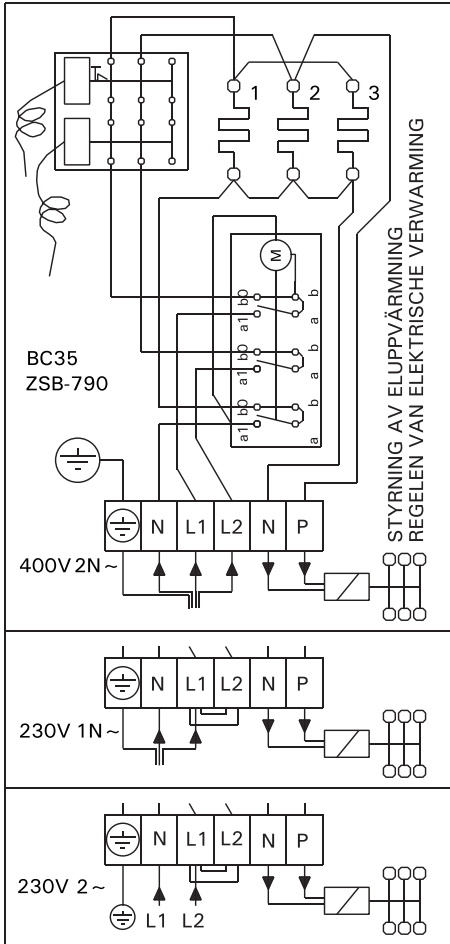 1 2 3
M
b0 b
a1 a
b0 b
a1 a
b0 b
a1 a
BC35
ZSB-790
STYRNING AV ELUPPVÄRMNING
REGELEN VAN ELEKTRISCHE VERWARMING
N L1 L2 N P
400V 2N~
N L1 L2 N P
230V 1N~
N L1 L2 N P
230V 2~
L1 L2